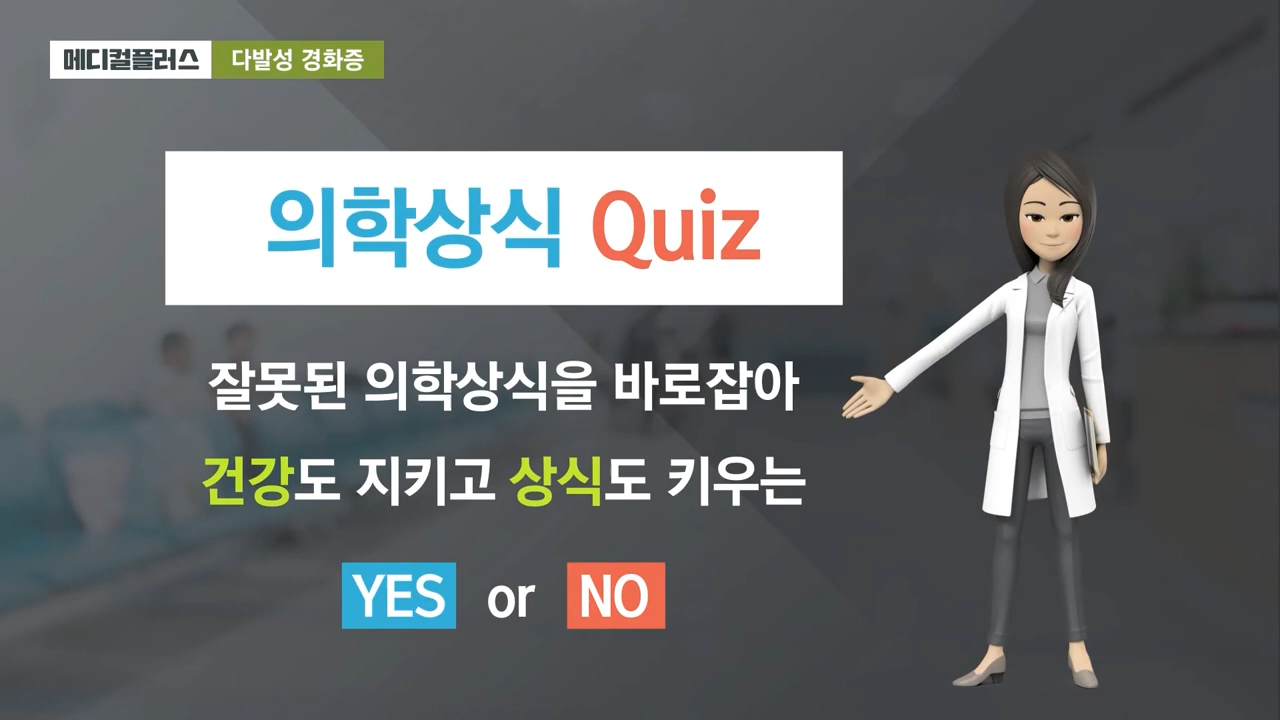 메디컬플러스 다발성 경화증
의학상식 Quiz
잘못된 의학상식을 바로잡아
건강도 지키고 상식도 키우는
YES or NO